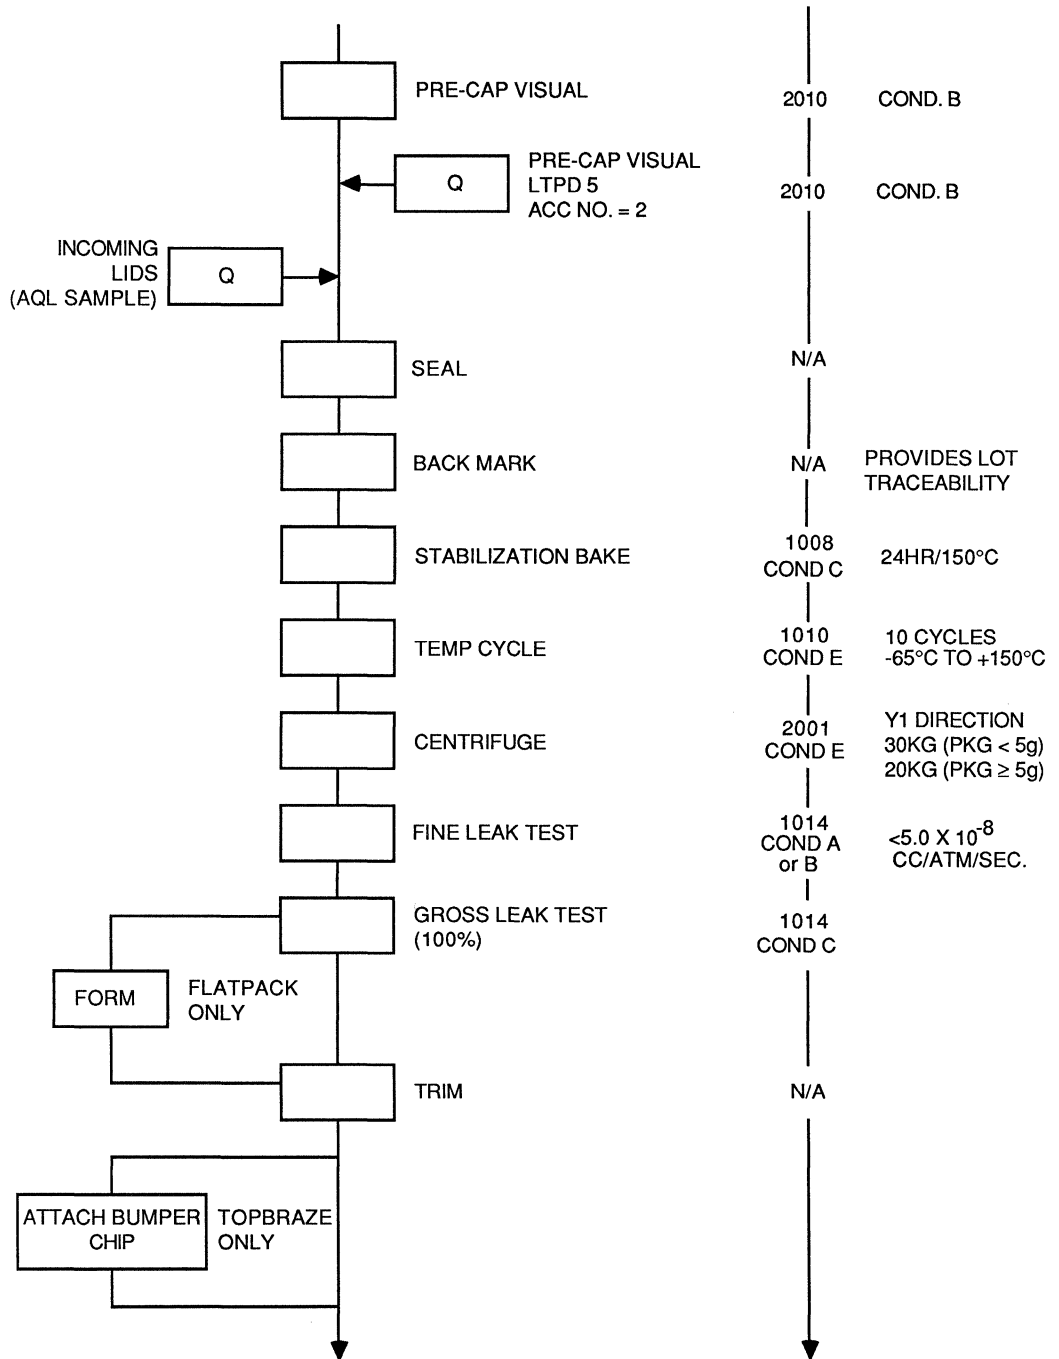 PRE-CAP VISUAL
2010 COND. B
Q
PRE-CAP VISUAL
LTPD 5
ACC NO. = 2
2010 COND. B
INCOMING
LIDS
(AQL SAMPLE)
Q
SEAL
N/A
BACK MARK
N/A
PROVIDES LOT
TRACEABILITY
STABILIZATION BAKE
1008
COND C
24HR/150°C
TEMP CYCLE
1010
COND E
10 CYCLES
-65°C TO +150°C
CENTRIFUGE
2001
COND E
Y1 DIRECTION
30KG (PKG < 5g)
20KG (PKG ≥ 5g)
FINE LEAK TEST
1014
COND A
or B
<5.0 X 10-8
CC/ATM/SEC.
GROSS LEAK TEST
(100%)
1014
COND C
FORM
FLATPACK
ONLY
TRIM
N/A
ATTACH BUMPER
CHIP
TOPBRAZE
ONLY